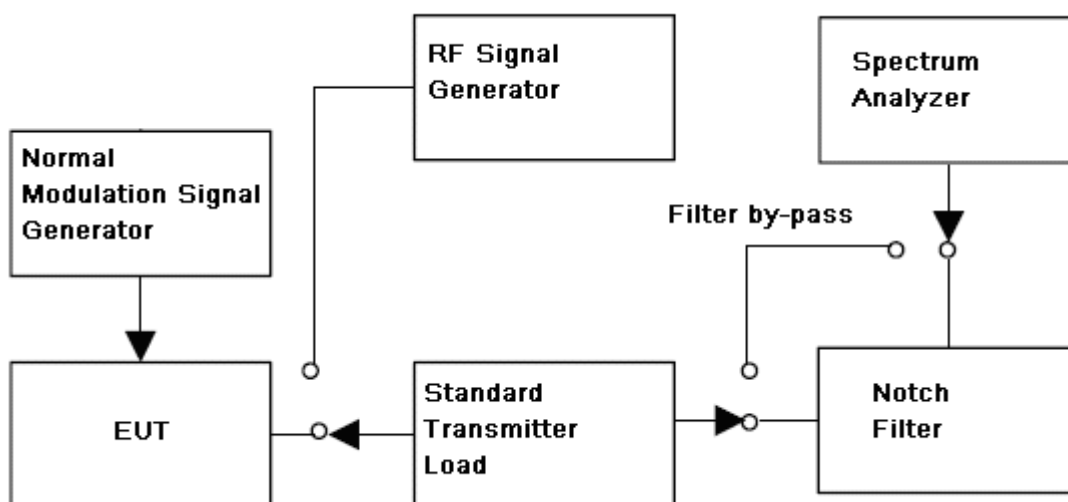 RF Signal
Generator
Spectrum
Analyzer
Normal
Modulation Signal
Generator
Filter by-pass
EUT
Standard
Transmitter
Load
Notch
Filter